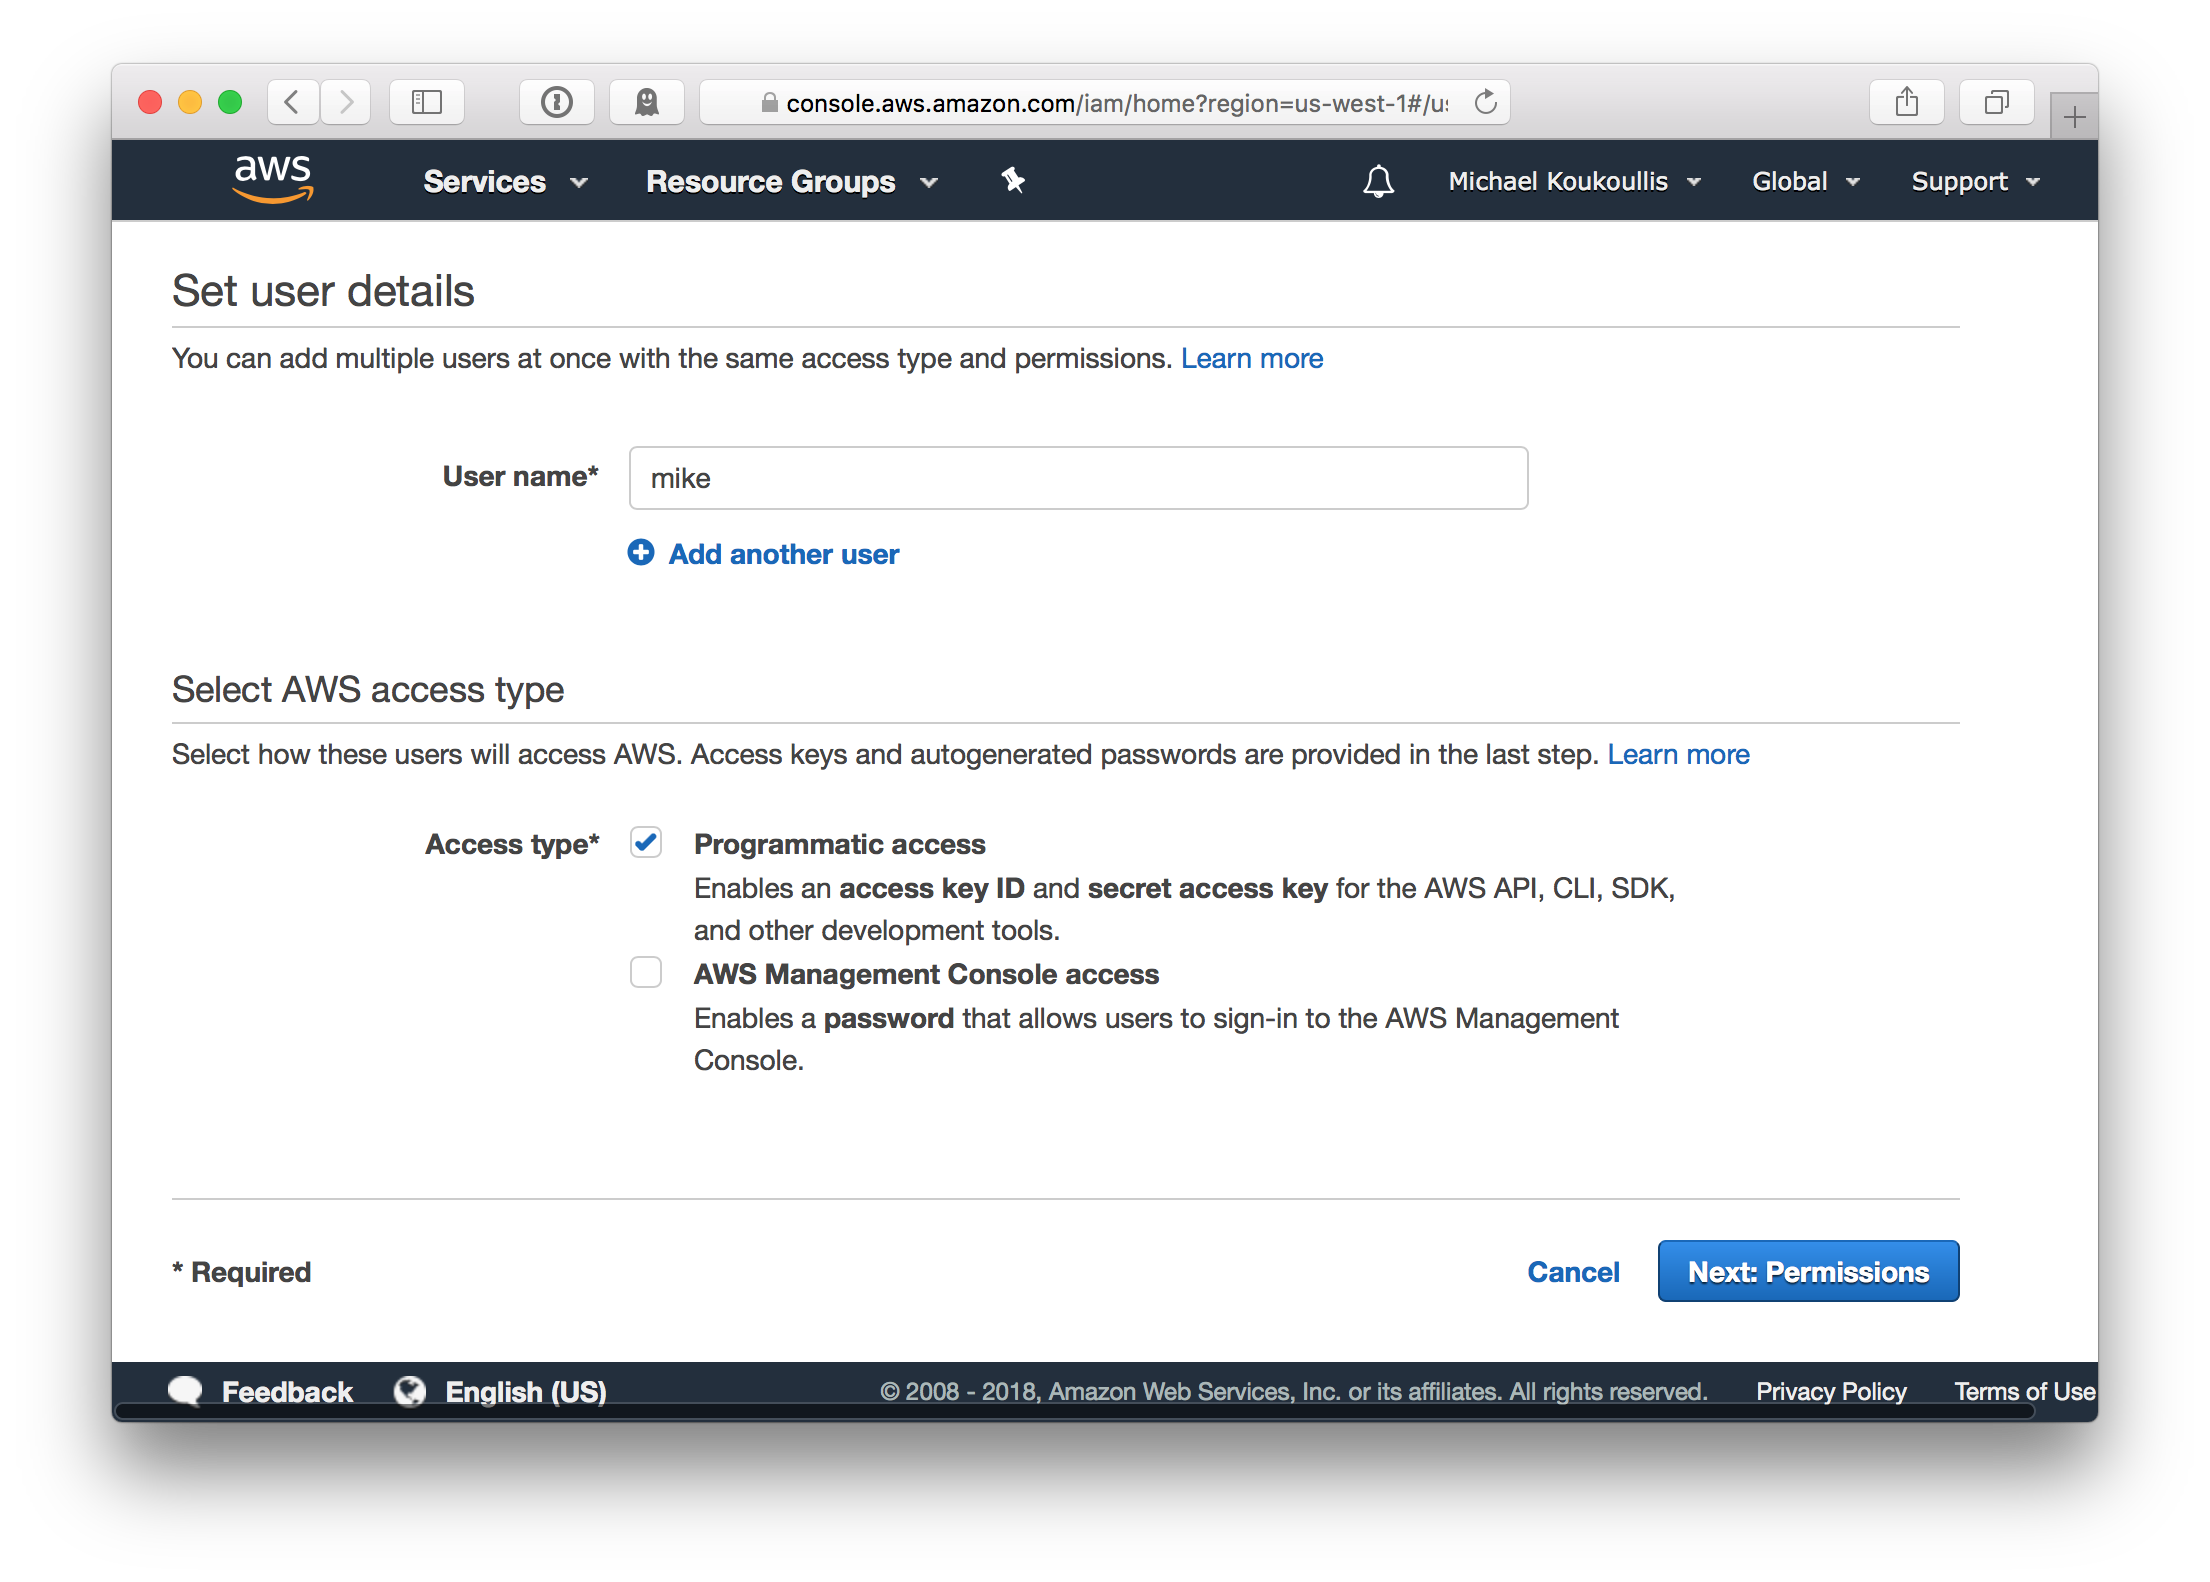 console.aws.amazon.com/iam/home?region=us-west-1#/us
aws Services Resource Groups Michael Koukoullis Global Support
Set user details
You can add multiple users at once with the same access type and permissions. Learn more
User name* mike
Add another user
Select AWS access type
Select how these users will access AWS. Access keys and autogenerated passwords are provided in the last step. Learn more
Access type* Programmatic access
Enables an access key ID and secret access key for the AWS API, CLI, SDK,
and other development tools.
AWS Management Console access
Enables a password that allows users to sign-in to the AWS Management
Console.
* Required Cancel Next: Permissions
Feedback English (US) © 2008 - 2018, Amazon Web Services, Inc. or its affiliates. All rights reserved. Privacy Policy Terms of Use